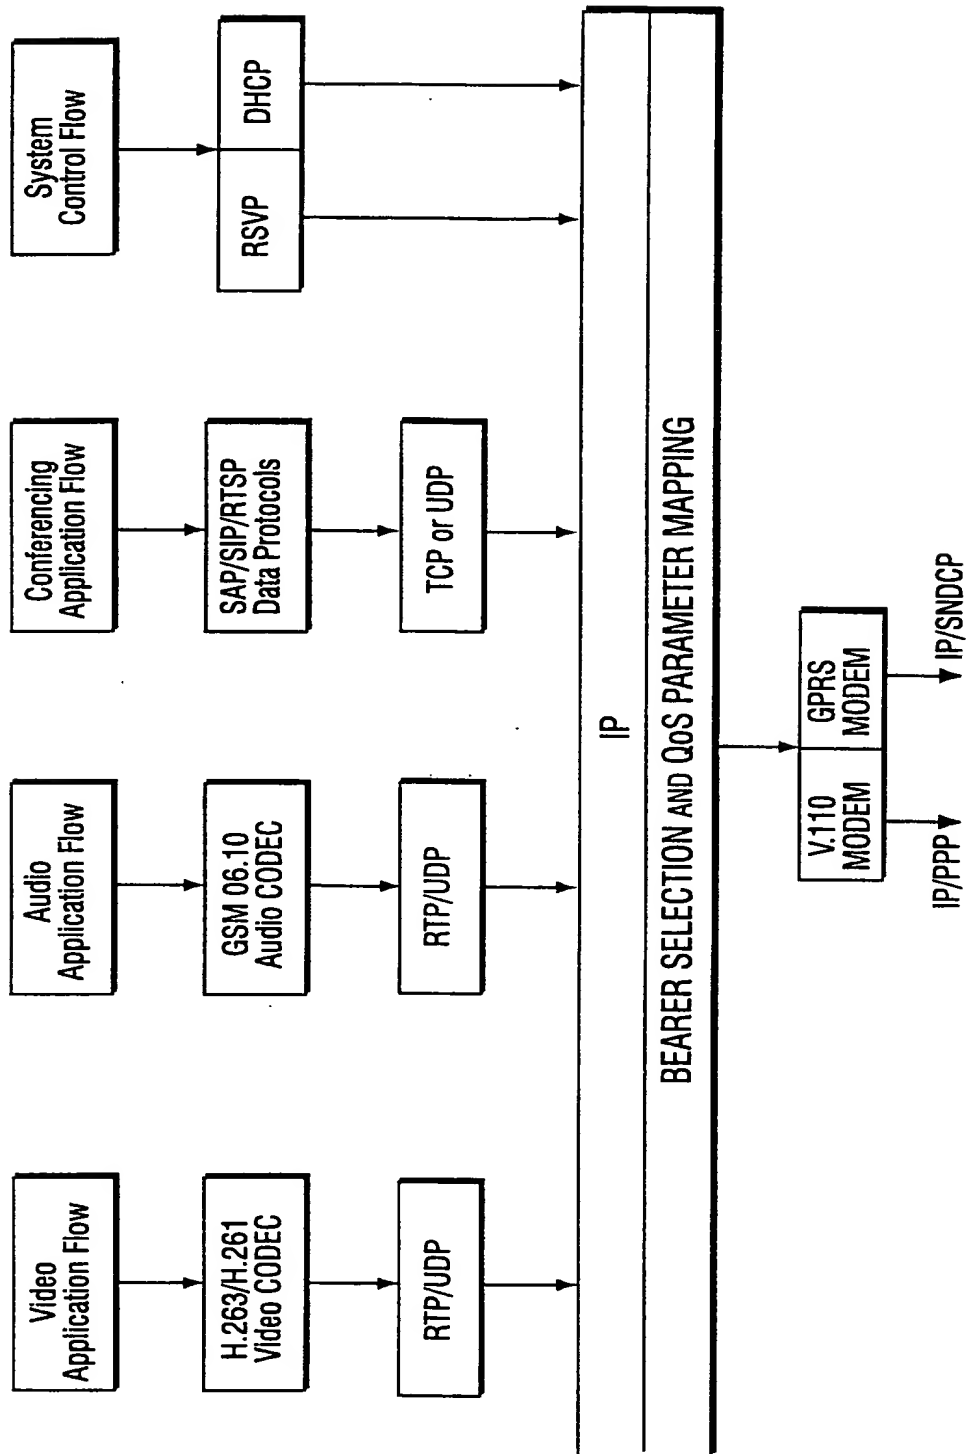 Video
Application Flow
Audio
Application Flow
Conferencing
Application Flow
System
Control Flow
H.263/H.261
Video CODEC
GSM 06.10
Audio CODEC
SAP/SIP/RTSP
Data Protocols
RSVP
DHCP
RTP/UDP
RTP/UDP
TCP or UDP
IP
BEARER SELECTION AND QoS PARAMETER MAPPING
V.110
MODEM
GPRS
MODEM
IP/PPP
IP/SNDCP